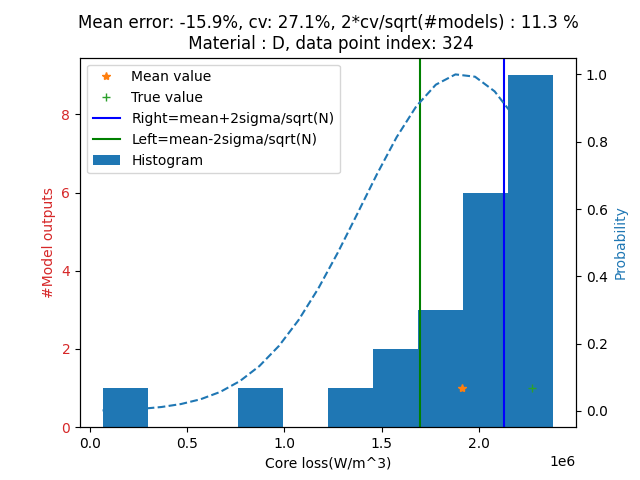 Mean error: -15.9%, cv: 27.1%, 2*cv/sqrt(#models) : 11.3 %
Material : D, data point index: 324
Mean value
True value
Right=mean+2sigma/sqrt(N)
Left=mean-2sigma/sqrt(N)
Histogram
#Model outputs
8
6
4
2
0
Probability
1.0
0.8
0.6
0.4
0.2
0.0
0.0 0.5 1.0 1.5 2.0
1e6
Core loss(W/m^3)